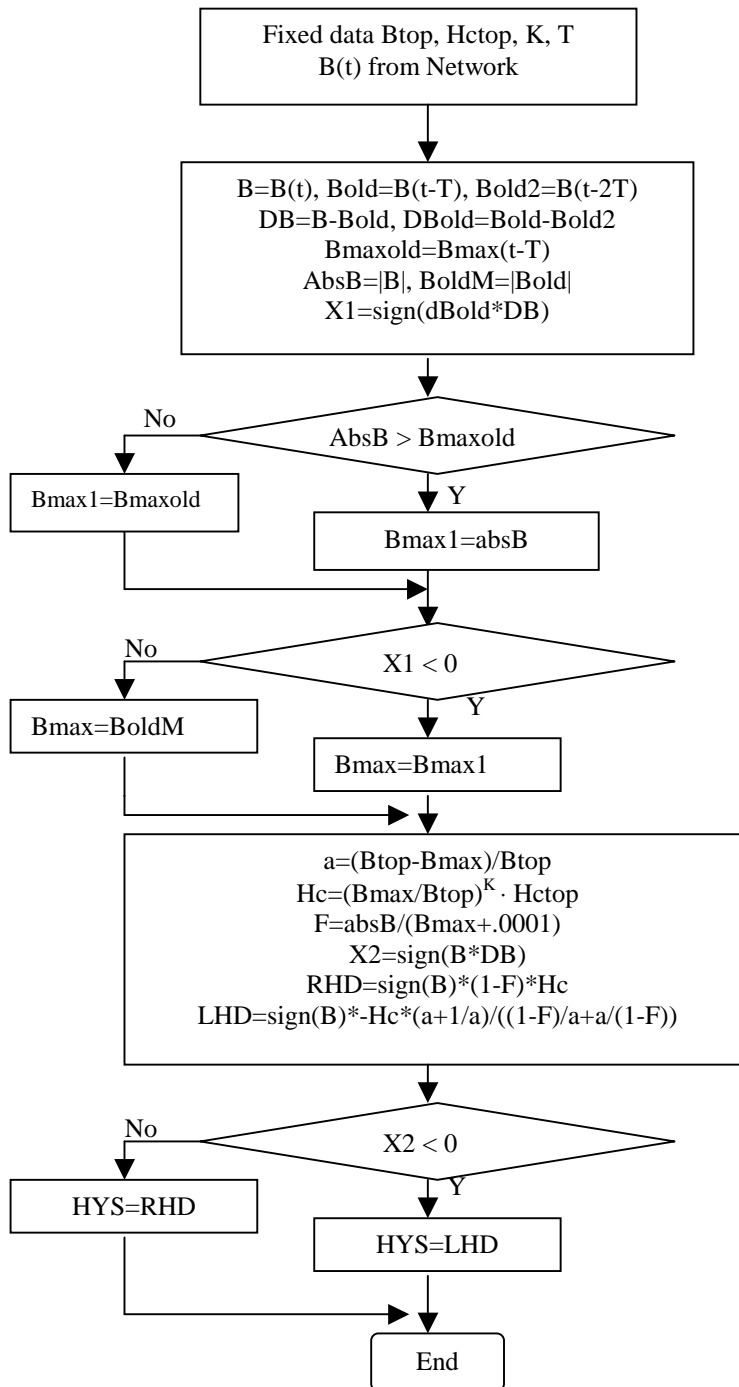 Fixed data Btop, Hctop, K, T
B(t) from Network
B=B(t), Bold=B(t-T), Bold2=B(t-2T)
DB=B-Bold, DBold=Bold-Bold2
Bmaxold=Bmax(t-T)
AbsB=|B|, BoldM=|Bold|
X1=sign(dBold*DB)
No
AbsB > Bmaxold
Bmax1=Bmaxold
Y
Bmax1=absB
No
X1 < 0
Bmax=BoldM
Y
Bmax=Bmax1
a=(Btop-Bmax)/Btop
Hc=(Bmax/Btop)^K · Hctop
F=absB/(Bmax+.0001)
X2=sign(B*DB)
RHD=sign(B)*(1-F)*Hc
LHD=sign(B)*-Hc*(a+1/a)/((1-F)/a+a/(1-F))
No
X2 < 0
HYS=RHD
Y
HYS=LHD
End